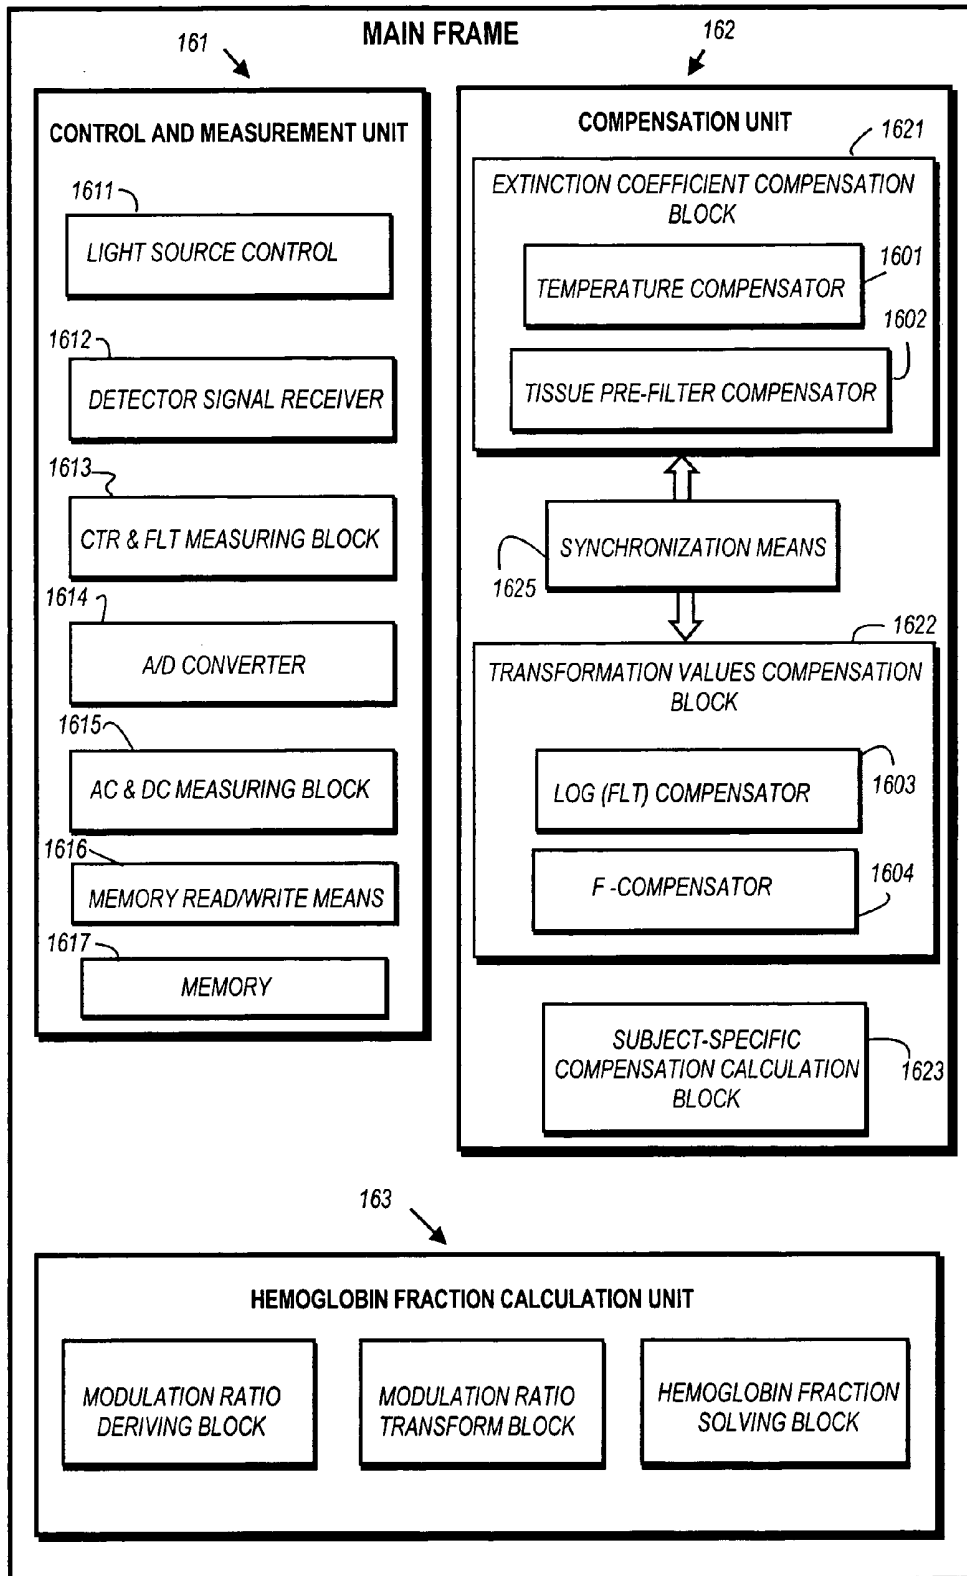 MAIN FRAME
161
CONTROL AND MEASUREMENT UNIT
1611
LIGHT SOURCE CONTROL
1612
DETECTOR SIGNAL RECEIVER
1613
CTR & FLT MEASURING BLOCK
1614
A/D CONVERTER
1615
AC & DC MEASURING BLOCK
1616
MEMORY READ/WRITE MEANS
1617
MEMORY
162
COMPENSATION UNIT
1621
EXTINCTION COEFFICIENT COMPENSATION
BLOCK
TEMPERATURE COMPENSATOR
1601
1602
TISSUE PRE-FILTER COMPENSATOR
SYNCHRONIZATION MEANS
1625
1622
TRANSFORMATION VALUES COMPENSATION
BLOCK
LOG (FLT) COMPENSATOR
1603
F -COMPENSATOR
1604
SUBJECT-SPECIFIC
COMPENSATION CALCULATION
BLOCK
1623
163
HEMOGLOBIN FRACTION CALCULATION UNIT
MODULATION RATIO
DERIVING BLOCK
MODULATION RATIO
TRANSFORM BLOCK
HEMOGLOBIN FRACTION
SOLVING BLOCK